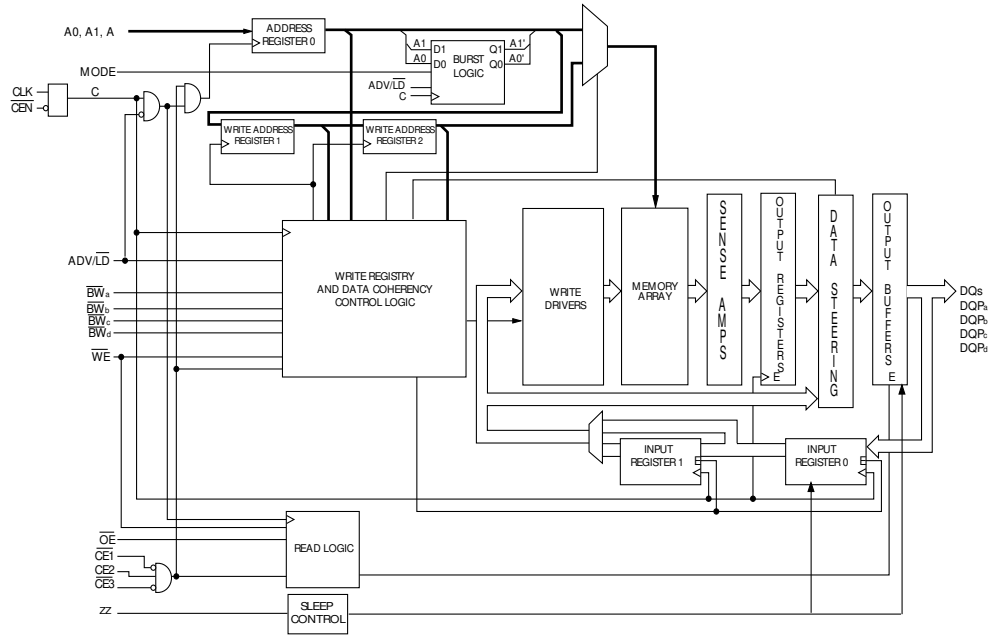 A0, A1, A
ADDRESS
REGISTER 0
A1
A0
D1
D0
BURST
LOGIC
Q1
Q0
A1'
A0'
MODE
ADV/LD
C
CLK
CEN
C
WRITE ADDRESS
REGISTER 1
WRITE ADDRESS
REGISTER 2
ADV/LD
BWa
BWb
BWc
BWd
WE
WRITE REGISTRY
AND DATA COHERENCY
CONTROL LOGIC
WRITE
DRIVERS
MEMORY
ARRAY
SENSE AMPS
OUTPUT REGISTERS
E
DATA STEERING
OUTPUT BUFFERS
E
DQs
DQPa
DQPb
DQPc
DQPd
INPUT
REGISTER 1
E
INPUT
REGISTER 0
E
OE
CE1
CE2
CE3
READ LOGIC
ZZ
SLEEP
CONTROL